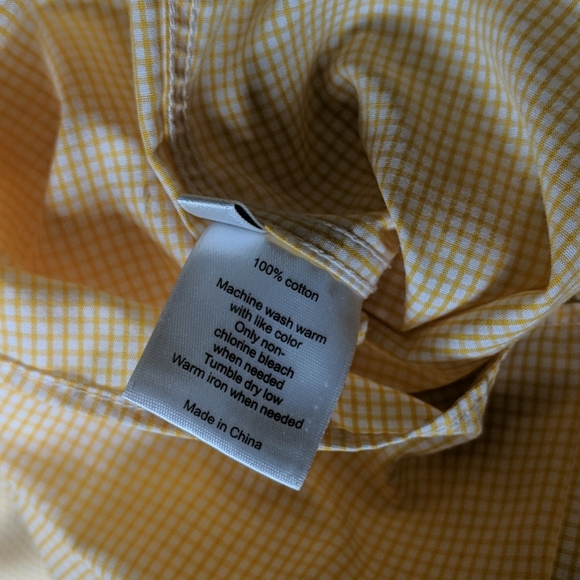 100% cotton
Machine wash warm
with like color
Only non-
chlorine bleach
when needed
Tumble dry low
Warm iron when needed
Made in China